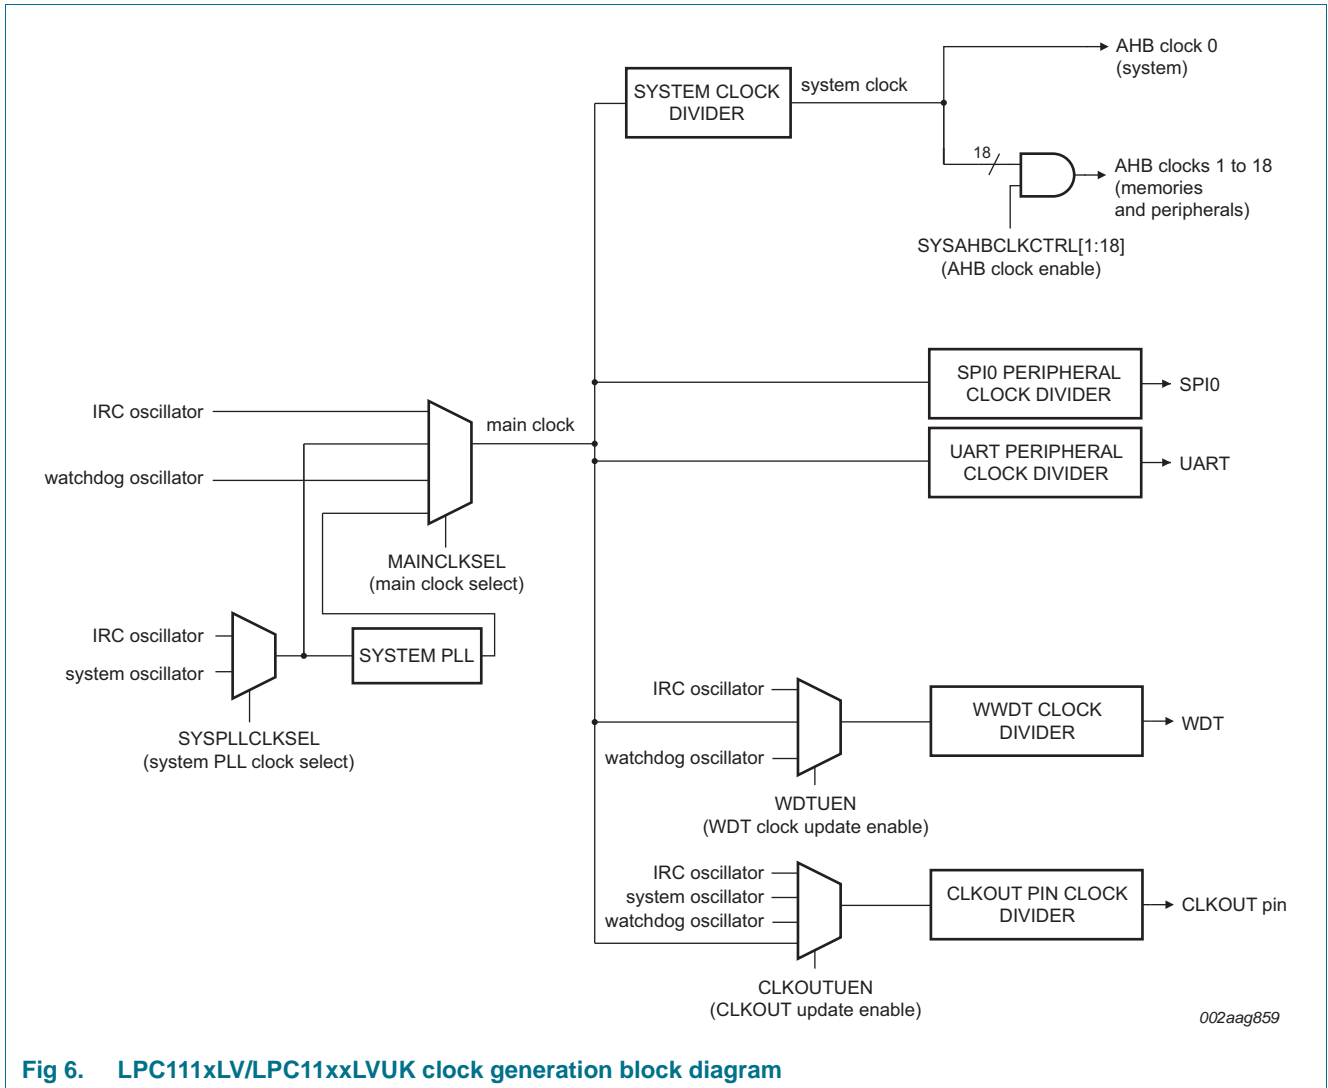 AHB clock 0
(system)
SYSTEM CLOCK
DIVIDER
system clock
18
AHB clocks 1 to 18
(memories
and peripherals)
SYSAHBCLKCTRL[1:18]
(AHB clock enable)
SPI0 PERIPHERAL
CLOCK DIVIDER
SPI0
IRC oscillator
main clock
UART PERIPHERAL
CLOCK DIVIDER
UART
watchdog oscillator
MAINCLKSEL
(main clock select)
IRC oscillator
system oscillator
SYSTEM PLL
SYSPLLCLKSEL
(system PLL clock select)
IRC oscillator
watchdog oscillator
WWDT CLOCK
DIVIDER
WDT
WDTUEN
(WDT clock update enable)
IRC oscillator
system oscillator
watchdog oscillator
CLKOUT PIN CLOCK
DIVIDER
CLKOUT pin
CLKOUTUEN
(CLKOUT update enable)
002aag859
Fig 6. LPC111xLV/LPC11xxLVUK clock generation block diagram